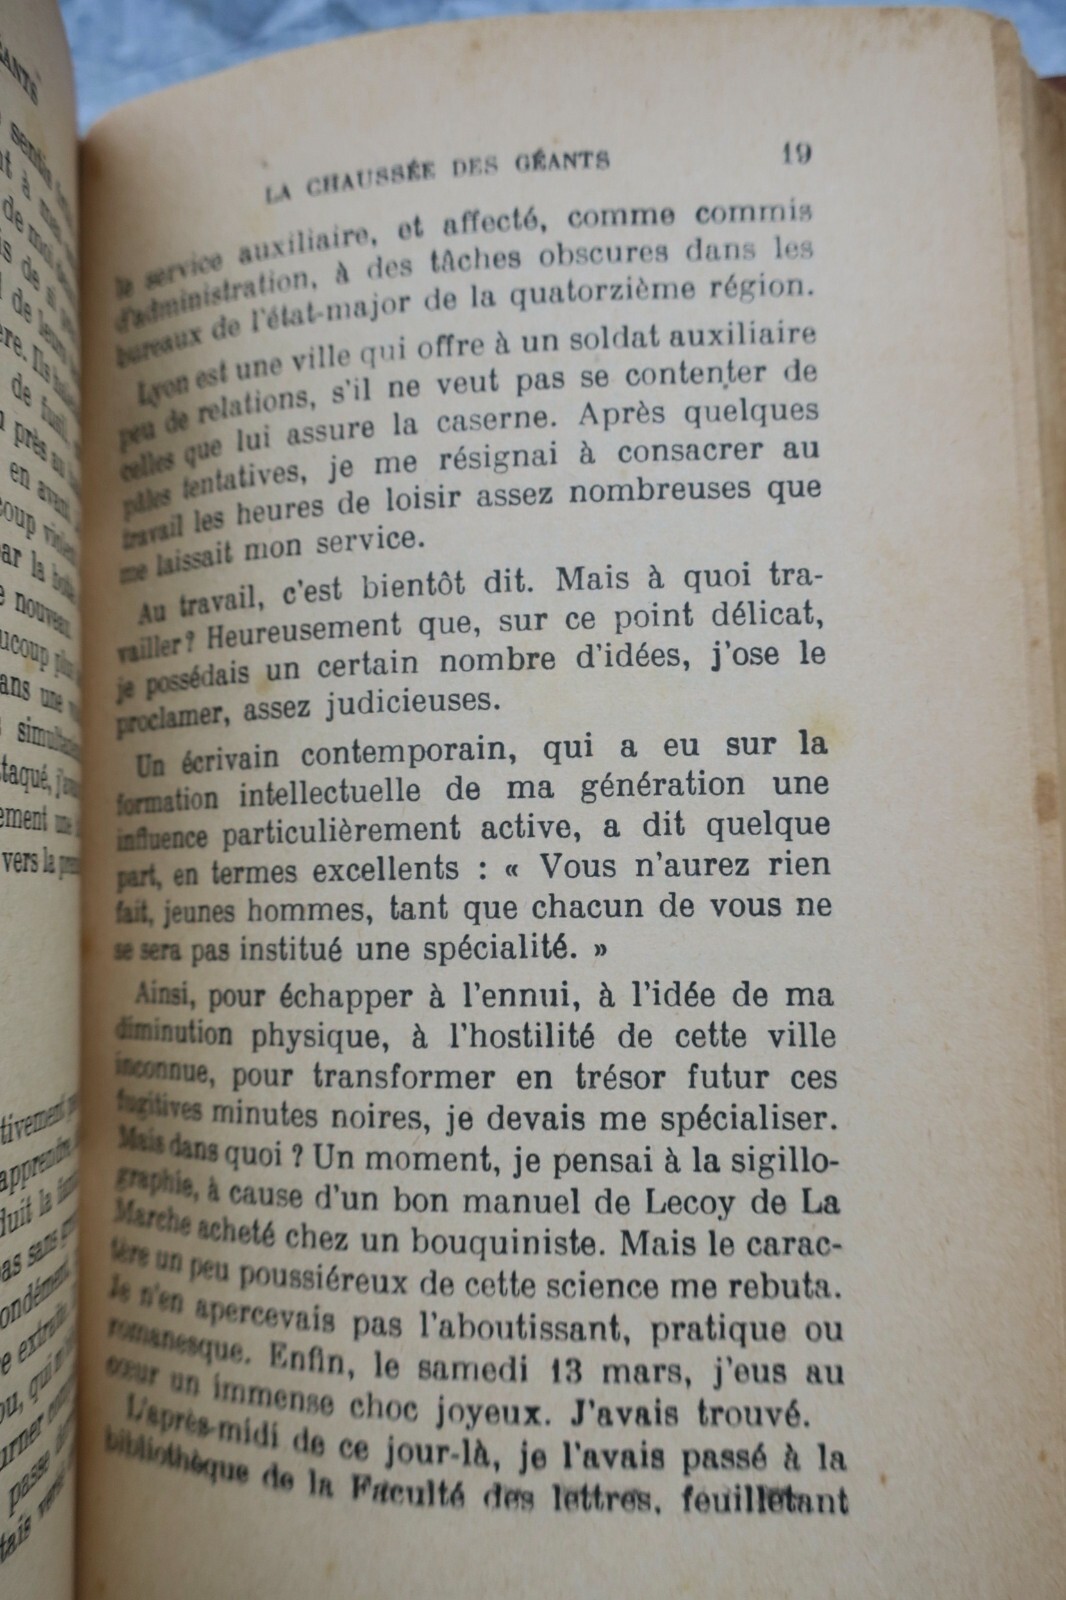 LA CHAUSSÉE DES GÉANTS 19
le service auxiliaire, et affecté, comme commis
d'administration, à des tâches obscures dans les
bureaux de l'état-major de la quatorzième région.
Lyon est une ville qui offre à un soldat auxiliaire
peu de relations, s'il ne veut pas se contenter de
celles que lui assure la caserne. Après quelques
pâles tentatives, je me résignai à consacrer au
travail les heures de loisir assez nombreuses que
me laissait mon service.
Au travail, c'est bientôt dit. Mais à quoi tra-
vailler? Heureusement que, sur ce point délicat,
je possédais un certain nombre d'idées, j'ose le
proclamer, assez judicieuses.
Un écrivain contemporain, qui a eu sur la
formation intellectuelle de ma génération une
influence particulièrement active, a dit quelque
part, en termes excellents : « Vous n'aurez rien
fait, jeunes hommes, tant que chacun de vous ne
se sera pas institué une spécialité. »
Ainsi, pour échapper à l'ennui, à l'idée de ma
diminution physique, à l'hostilité de cette ville
inconnue, pour transformer en trésor futur ces
fugitives minutes noires, je devais me spécialiser.
Mais dans quoi ? Un moment, je pensai à la sigillo-
graphie, à cause d'un bon manuel de Lecoy de La
Marche acheté chez un bouquiniste. Mais le carac-
tère un peu poussiéreux de cette science me rebuta.
Je n'en apercevais pas l'aboutissant, pratique ou
romanesque. Enfin, le samedi 13 mars, j'eus au
cœur un immense choc joyeux. J'avais trouvé.
L'après-midi de ce jour-là, je l'avais passé à la
bibliothèque de la Faculté des lettres, feuilletant